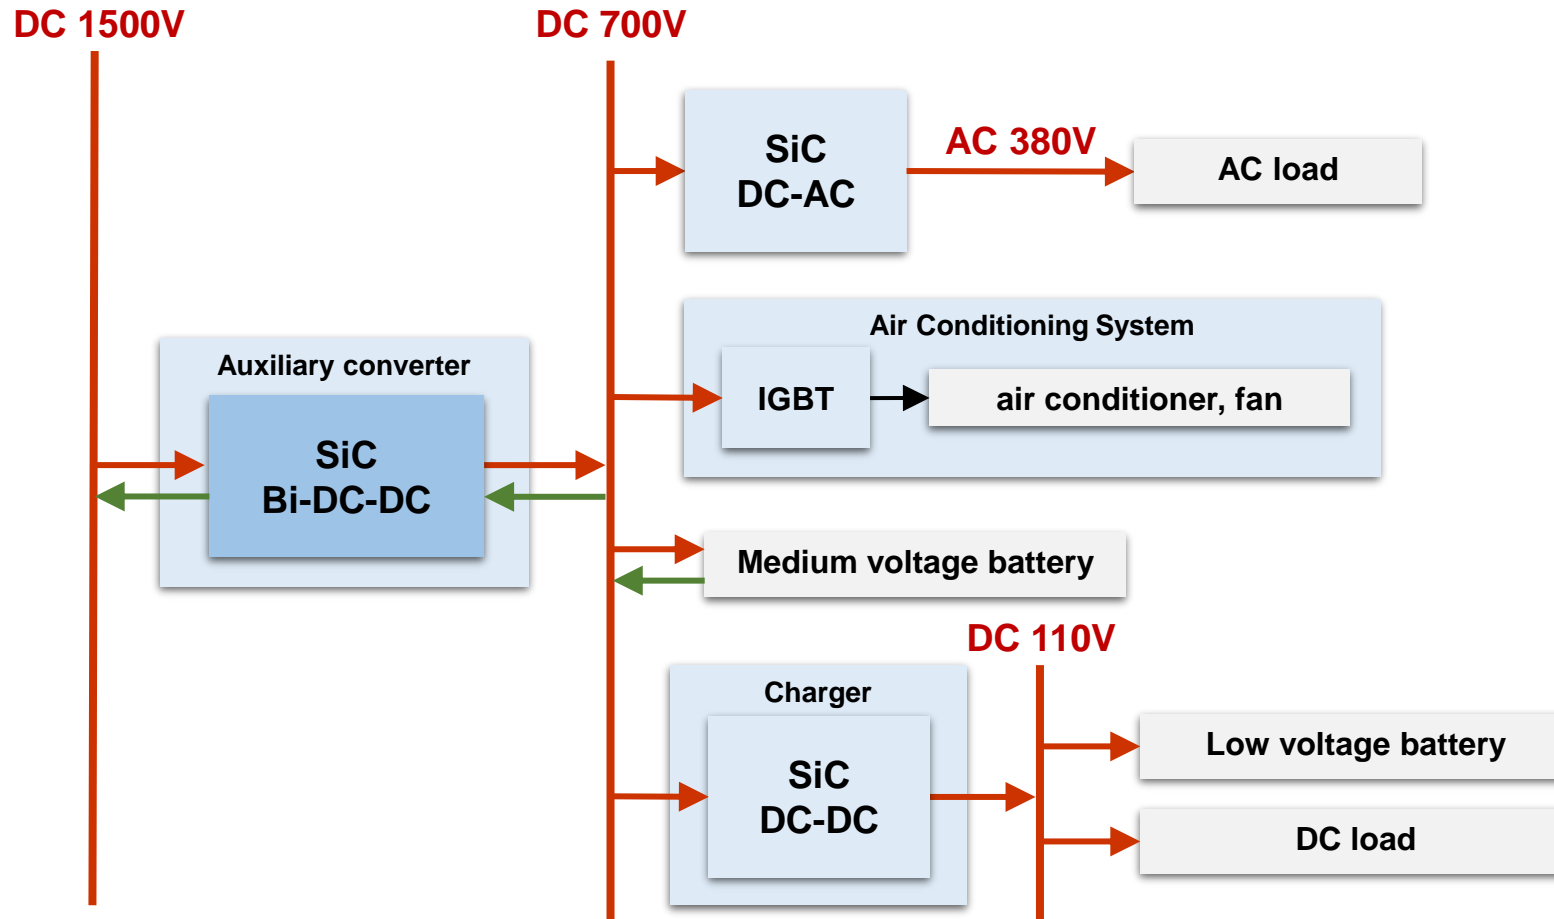 DC 1500V
DC 700V
SiC
DC-AC
AC 380V
AC load
Air Conditioning System
IGBT
air conditioner, fan
Auxiliary converter
SiC
Bi-DC-DC
Medium voltage battery
DC 110V
Charger
SiC
DC-DC
Low voltage battery
DC load